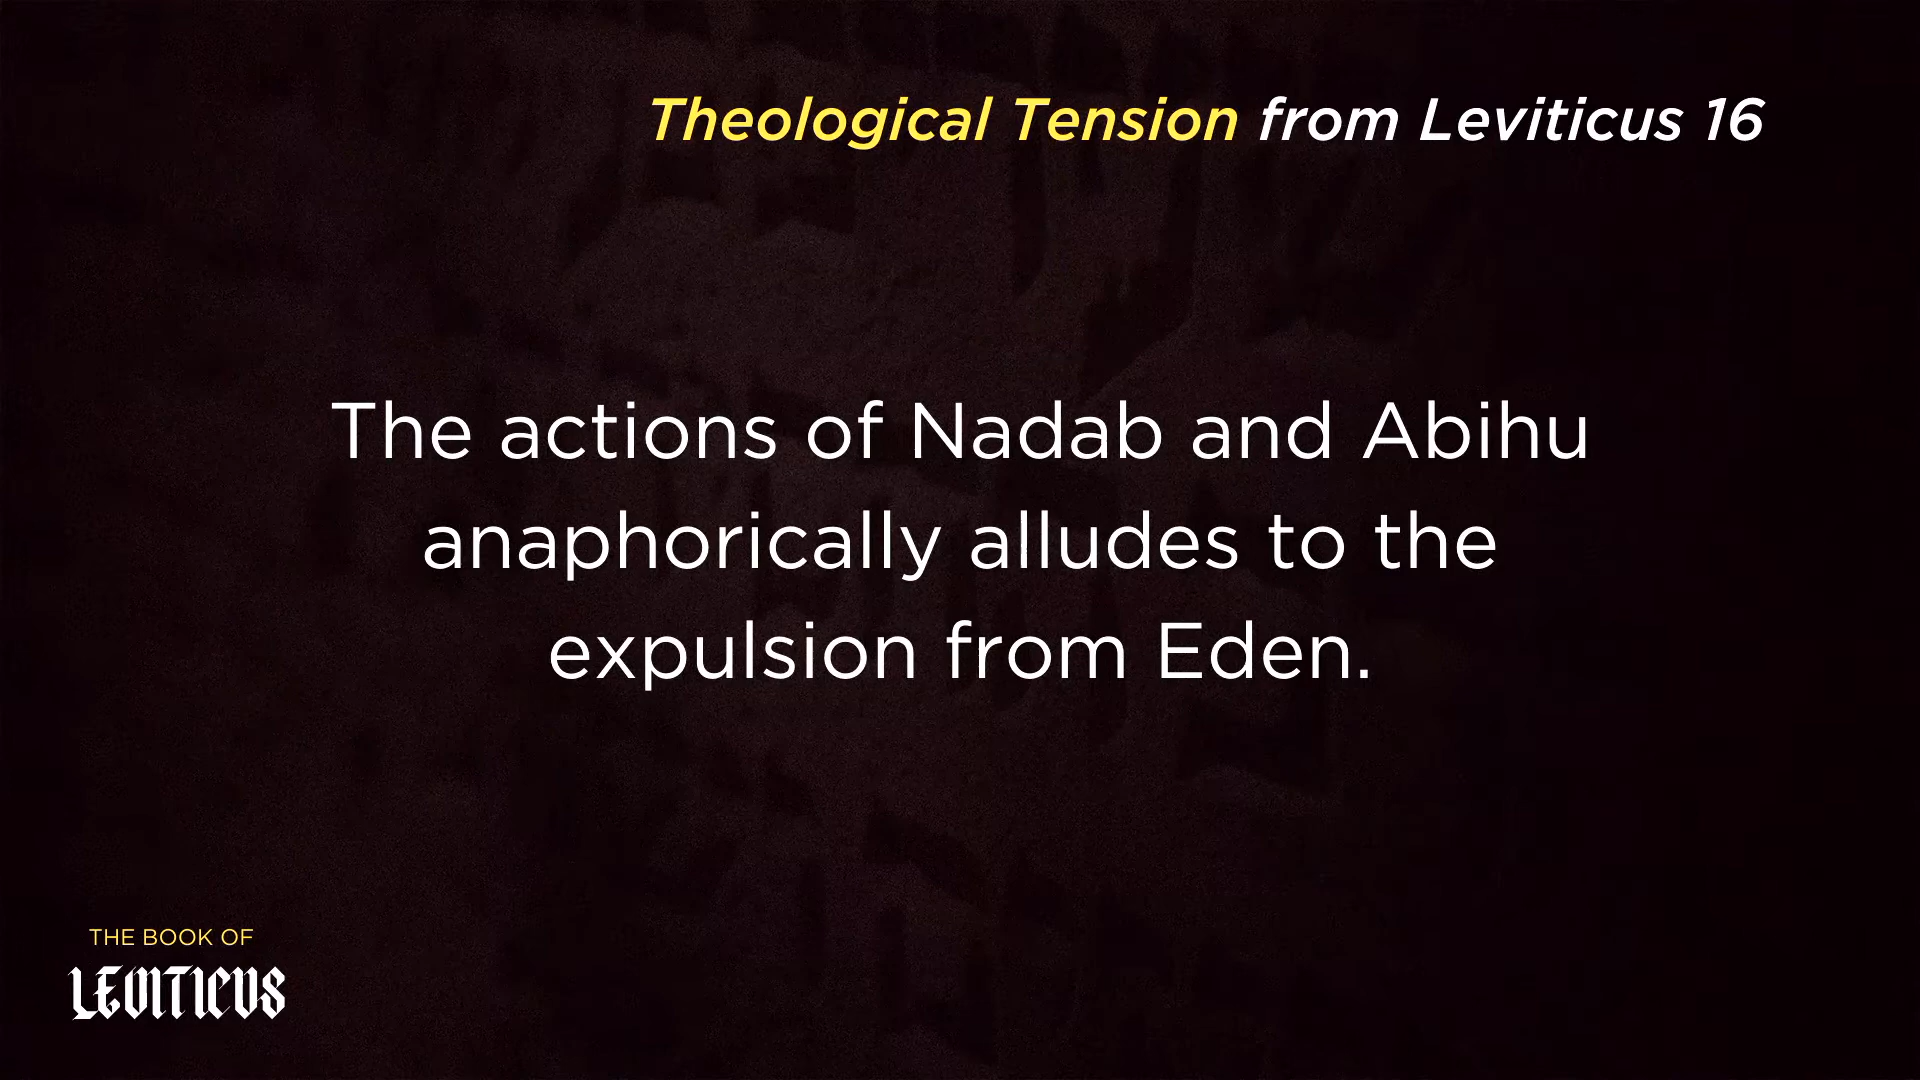 Theological Tension from Leviticus 16
The actions of Nadab and Abihu
anaphorically alludes to the
expulsion from Eden.
THE BOOK OF
LEVITICUS